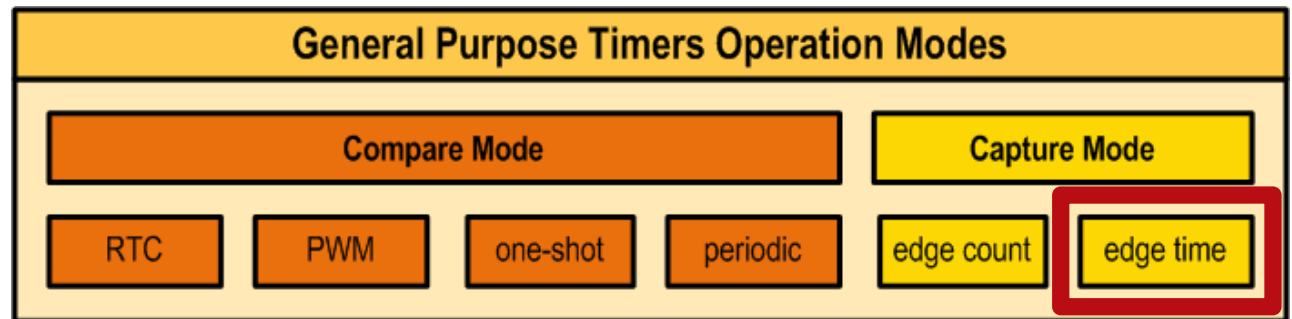 General Purpose Timers Operation Modes
Compare Mode
Capture Mode
RTC
PWM
one-shot
periodic
edge count
edge time